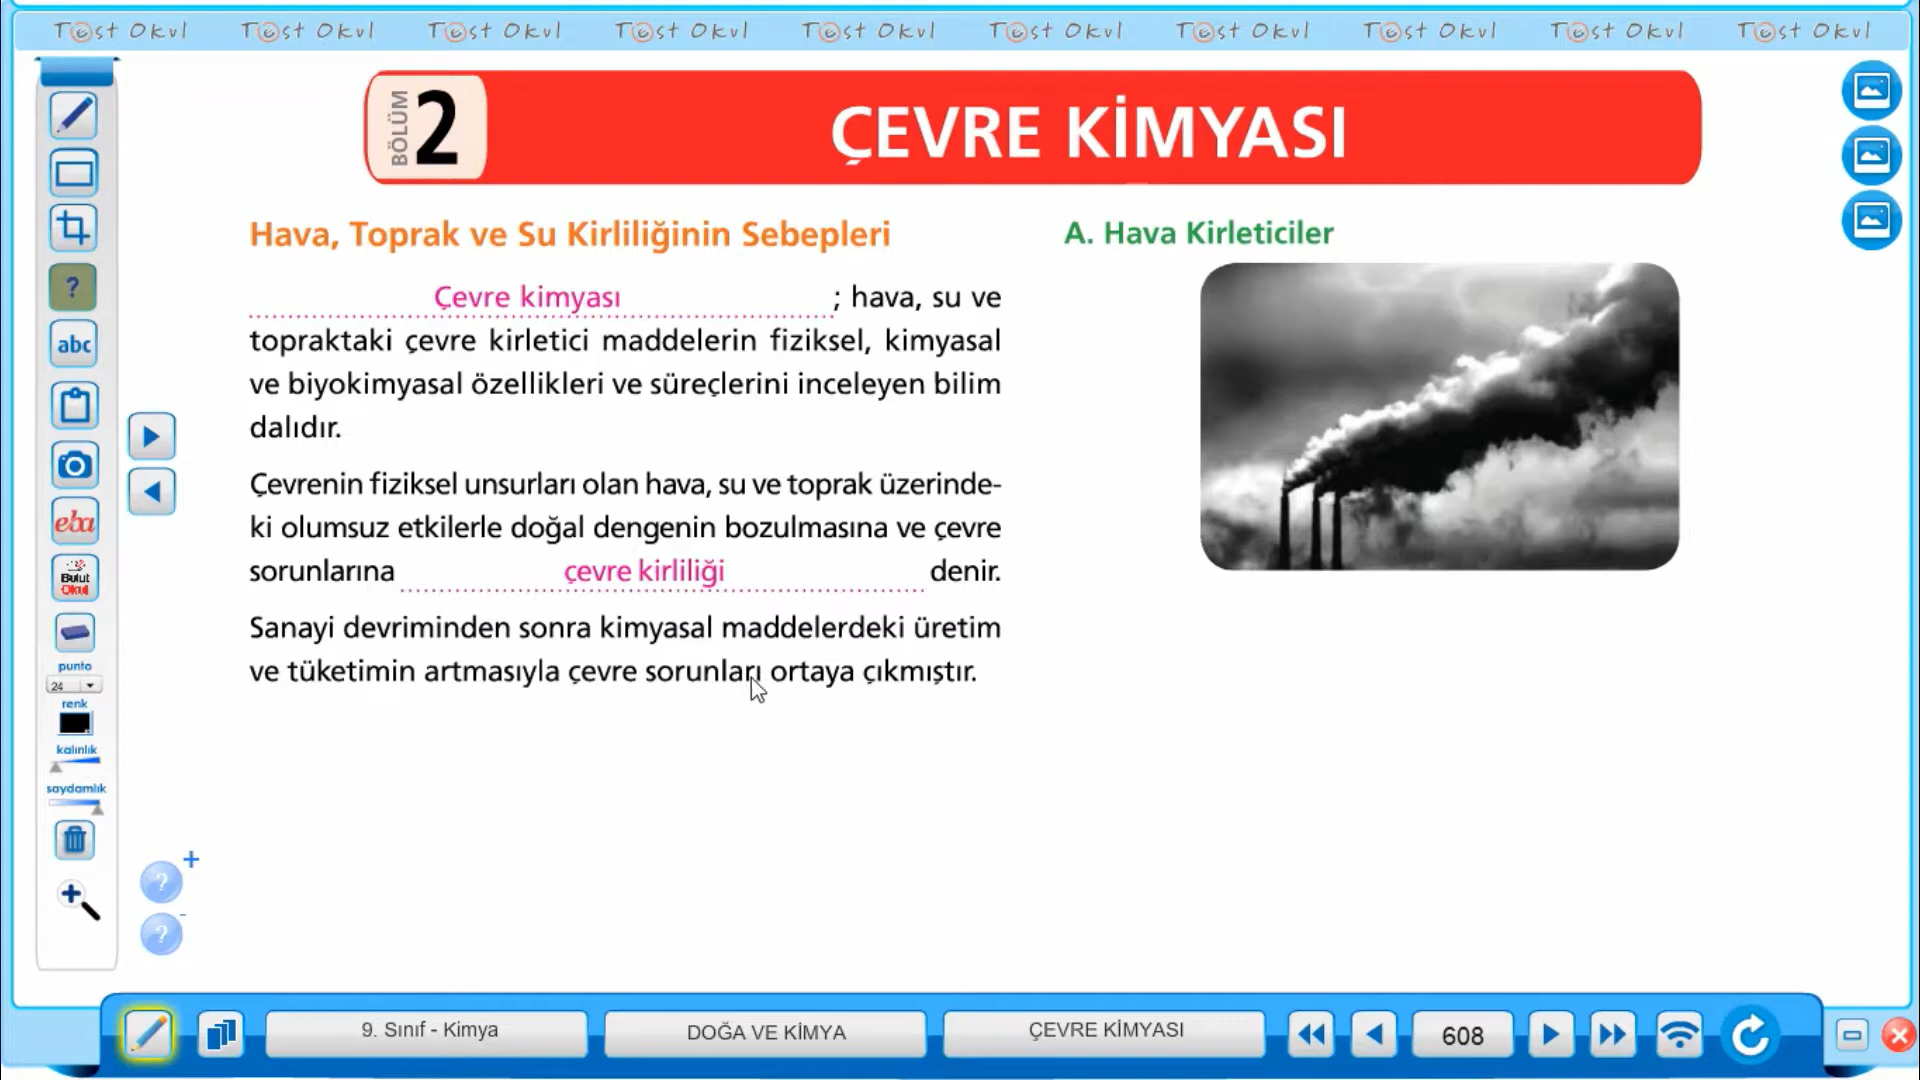 Test Okul Test Okul Test Okul Test Okul Test Okul Test Okul Test Okul Test Okul Test Okul Test Okul
BÖLÜM 2
ÇEVRE KİMYASI
Hava, Toprak ve Su Kirliliğinin Sebepleri
Çevre kimyası ; hava, su ve
topraktaki çevre kirletici maddelerin fiziksel, kimyasal
ve biyokimyasal özellikleri ve süreçlerini inceleyen bilim
dalıdır.
Çevrenin fiziksel unsurları olan hava, su ve toprak üzerinde-
ki olumsuz etkilerle doğal dengenin bozulmasına ve çevre
sorunlarına çevre kirliliği denir.
Sanayi devriminden sonra kimyasal maddelerdeki üretim
ve tüketimin artmasıyla çevre sorunları ortaya çıkmıştır.
A. Hava Kirleticiler
?
abc
eba
Bulut
Okul
punto
24
renk
kalınlık
saydamlık
? +
? -
9. Sınıf - Kimya
DOĞA VE KİMYA
ÇEVRE KİMYASI
608